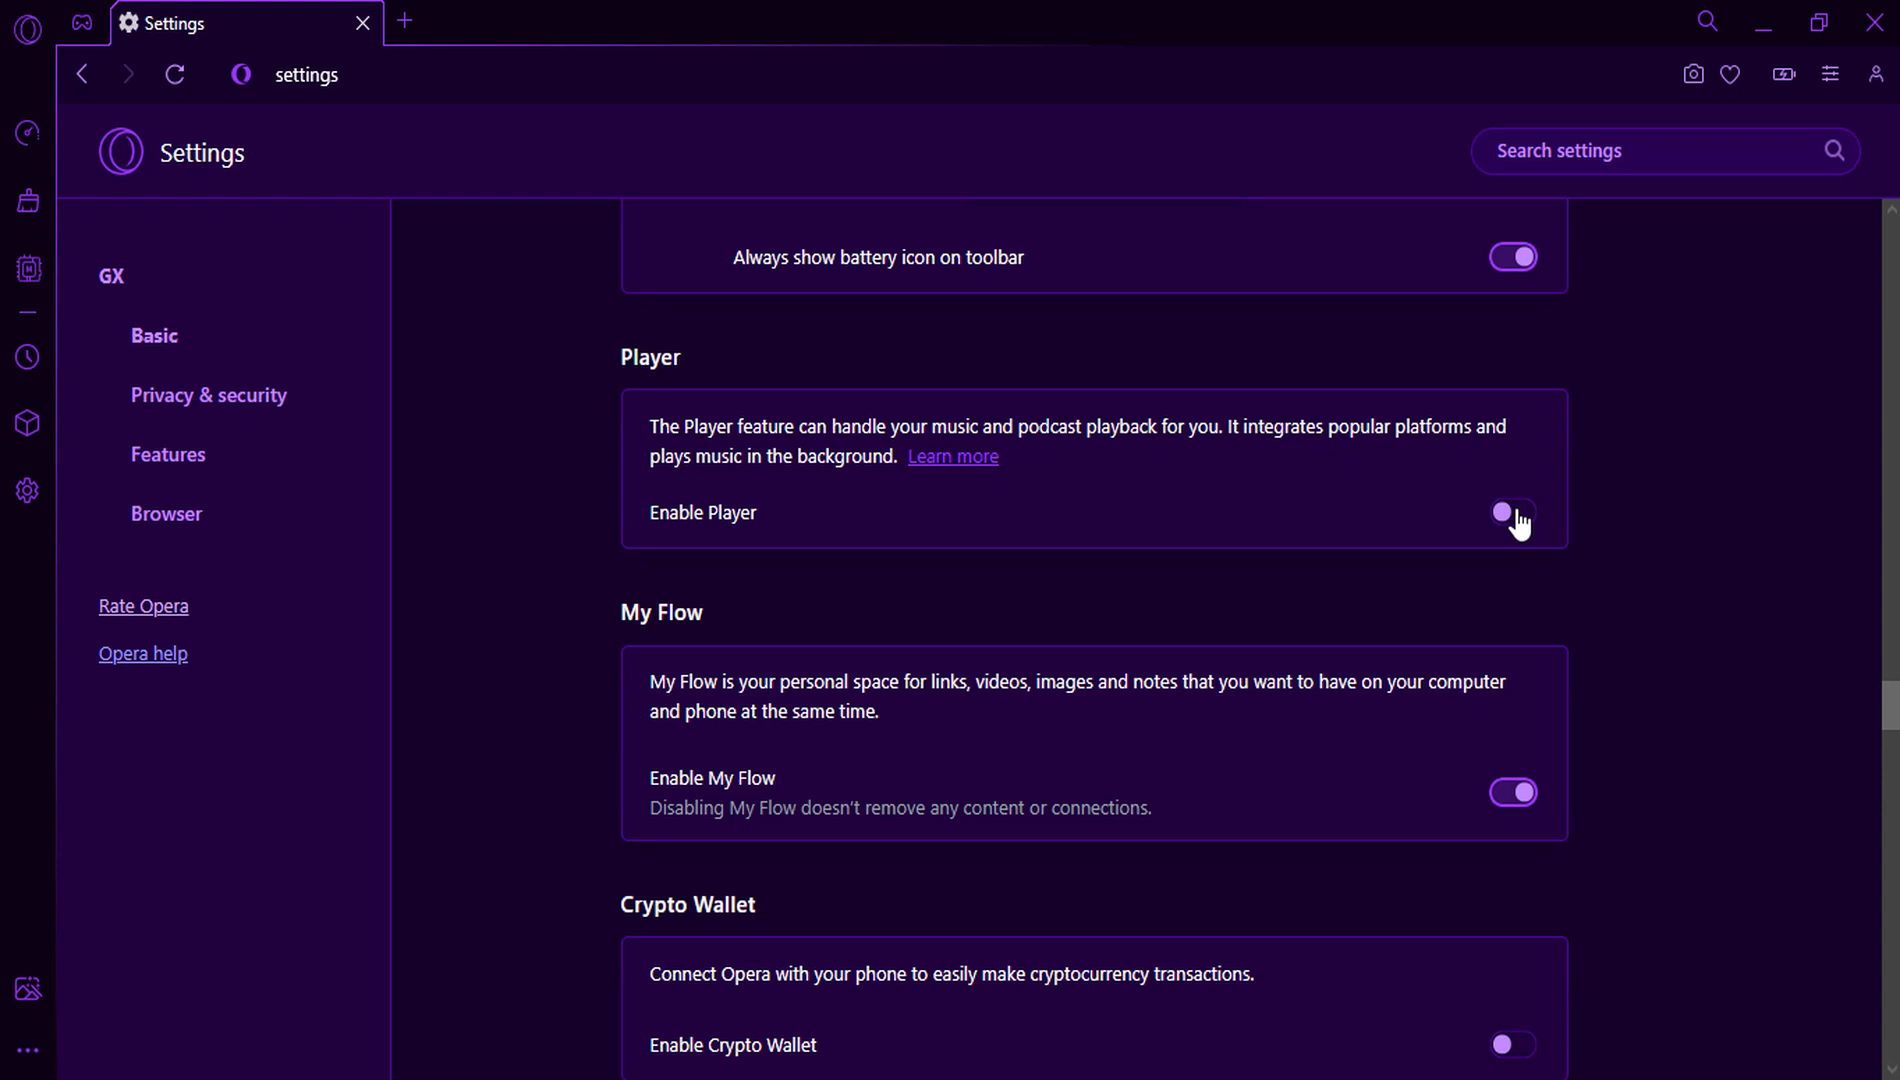 Settings
settings
Settings
Search settings
GX
Basic
Privacy & security
Features
Browser
Rate Opera
Opera help
Always show battery icon on toolbar
Player
The Player feature can handle your music and podcast playback for you. It integrates popular platforms and
plays music in the background. Learn more
Enable Player
My Flow
My Flow is your personal space for links, videos, images and notes that you want to have on your computer
and phone at the same time.
Enable My Flow
Disabling My Flow doesn't remove any content or connections.
Crypto Wallet
Connect Opera with your phone to easily make cryptocurrency transactions.
Enable Crypto Wallet